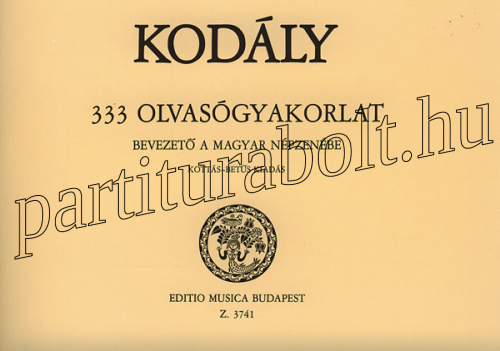 KODÁLY
333 OLVASÓGYAKORLAT
BEVEZETŐ A MAGYAR NÉPZENÉBE
KOTTÁS-BETŰS KIADÁS
partiturabolt.hu
EDITIO MUSICA BUDAPEST
Z. 3741